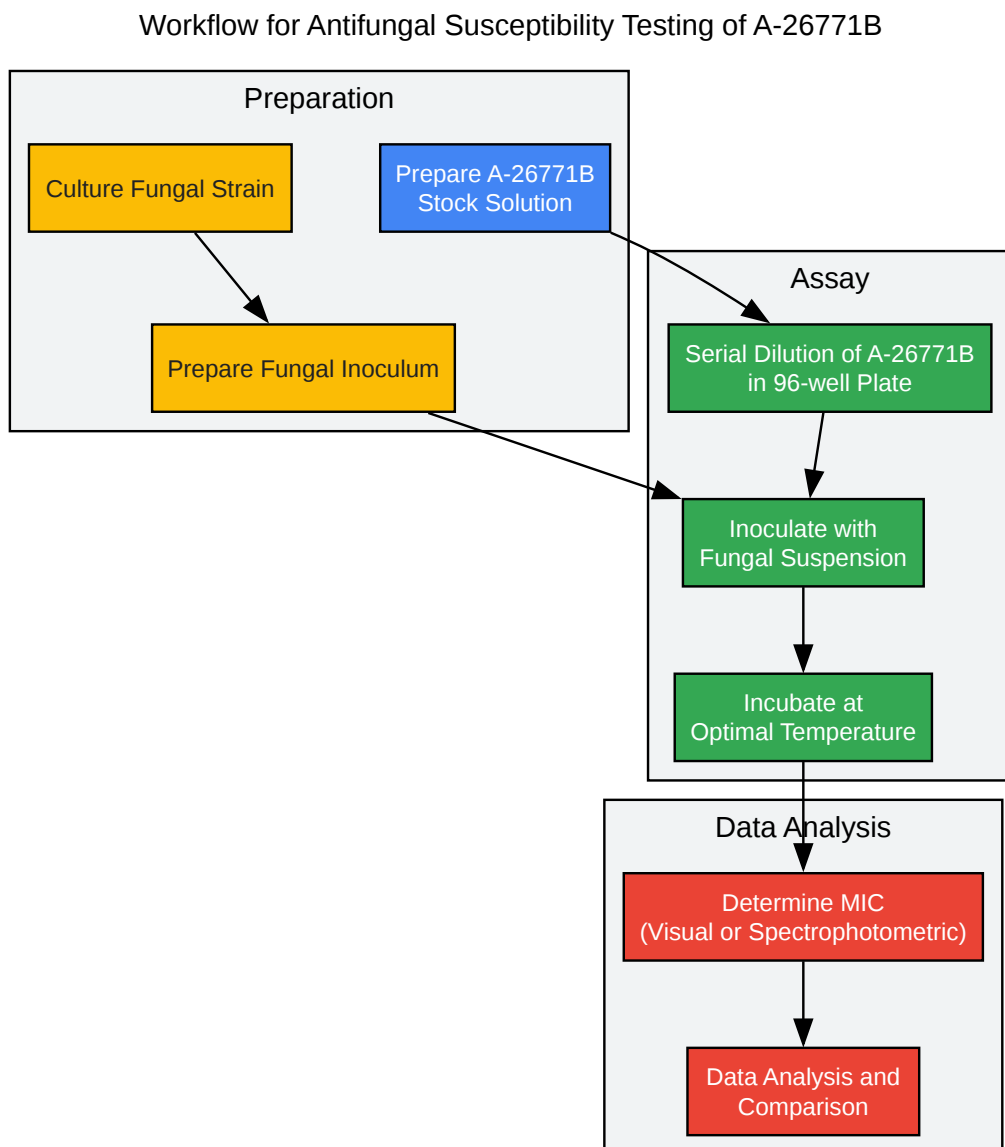 Workflow for Antifungal Susceptibility Testing of A-26771B
Preparation
Culture Fungal Strain
Prepare A-26771B
Stock Solution
Prepare Fungal Inoculum
Assay
Serial Dilution of A-26771B
in 96-well Plate
Inoculate with
Fungal Suspension
Incubate at
Optimal Temperature
Data Analysis
Determine MIC
(Visual or Spectrophotometric)
Data Analysis and
Comparison